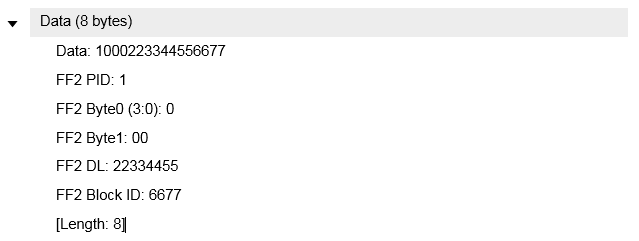 Data (8 bytes)
Data: 1000223344556677
FF2 PID: 1
FF2 Byte0 (3:0): 0
FF2 Byte1: 00
FF2 DL: 22334455
FF2 Block ID: 6677
[Length: 8]